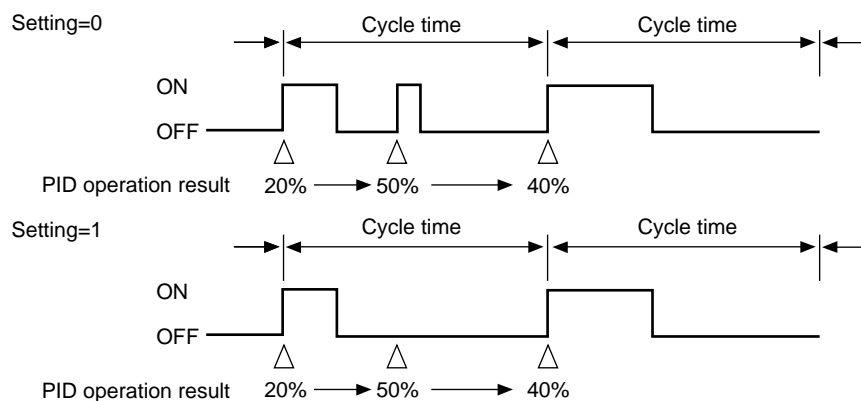 Setting=0
Cycle time Cycle time
ON
OFF
PID operation result 20% 50% 40%
Setting=1
Cycle time Cycle time
ON
OFF
PID operation result 20% 50% 40%